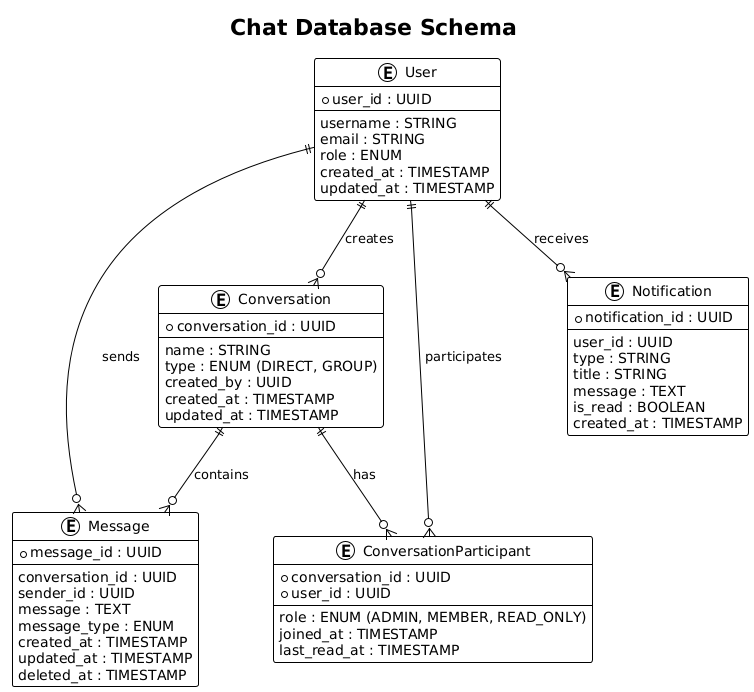 Chat Database Schema
E User
user_id : UUID
username : STRING
email : STRING
role : ENUM
created_at : TIMESTAMP
updated_at : TIMESTAMP
creates
receives
sends
participates
E Conversation
conversation_id : UUID
name : STRING
type : ENUM (DIRECT, GROUP)
created_by : UUID
created_at : TIMESTAMP
updated_at : TIMESTAMP
E Notification
notification_id : UUID
user_id : UUID
type : STRING
title : STRING
message : TEXT
is_read : BOOLEAN
created_at : TIMESTAMP
contains
has
E Message
message_id : UUID
conversation_id : UUID
sender_id : UUID
message : TEXT
message_type : ENUM
created_at : TIMESTAMP
updated_at : TIMESTAMP
deleted_at : TIMESTAMP
E ConversationParticipant
conversation_id : UUID
user_id : UUID
role : ENUM (ADMIN, MEMBER, READ_ONLY)
joined_at : TIMESTAMP
last_read_at : TIMESTAMP